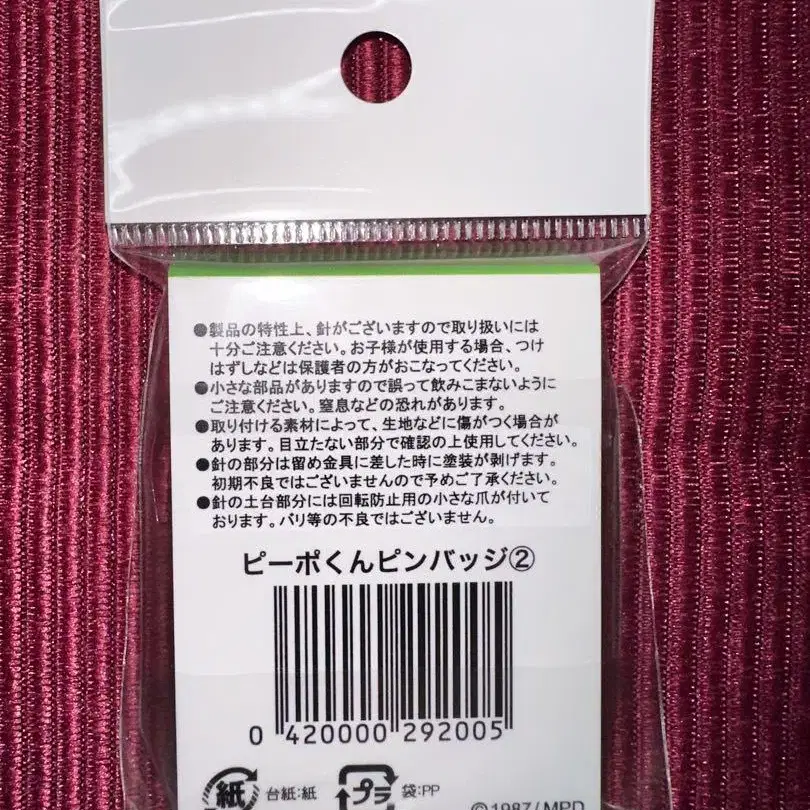 ●製品の特性上、針がございますので取り扱いには
十分ご注意ください。お子様が使用する場合、つけ
はずしなどは保護者の方がおこなってください。
●小さな部品がありますので誤って飲みこまないように
ご注意ください。窒息などの恐れがあります。
●取り付ける素材によって、生地などに傷がつく場合が
あります。目立たない部分で確認の上使用してください。
●針の部分は留め金具に差した時に塗装が剥げます。
初期不良ではございませんので予めご了承ください。
●針の土台部分には回転防止用の小さな爪が付いて
おります。バリ等の不良ではございません。
ピーポくんピンバッジ②
0 420000 292005
紙 台紙:紙 プラ 袋:PP
©1987/MPD